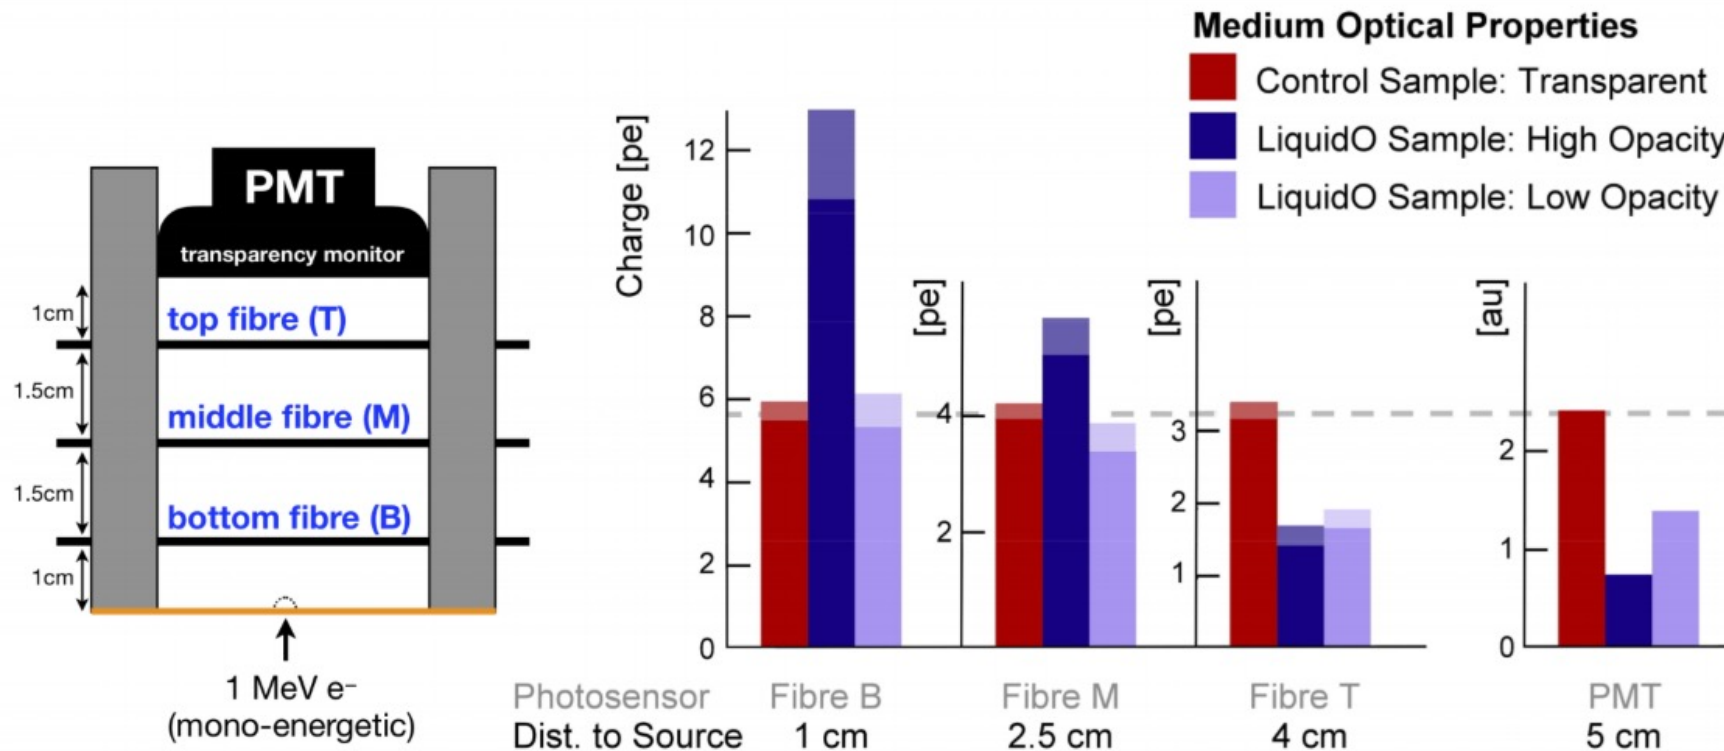 PMT
transparency monitor
1cm
top fibre (T)
1.5cm
middle fibre (M)
1.5cm
bottom fibre (B)
1cm
1 MeV e⁻
(mono-energetic)
Medium Optical Properties
Control Sample: Transparent
LiquidO Sample: High Opacity
LiquidO Sample: Low Opacity
Charge [pe]
12
10
8
6
4
2
0
[pe]
4
2
[pe]
3
2
1
[au]
2
1
0
Photosensor Fibre B Fibre M Fibre T PMT
Dist. to Source 1 cm 2.5 cm 4 cm 5 cm